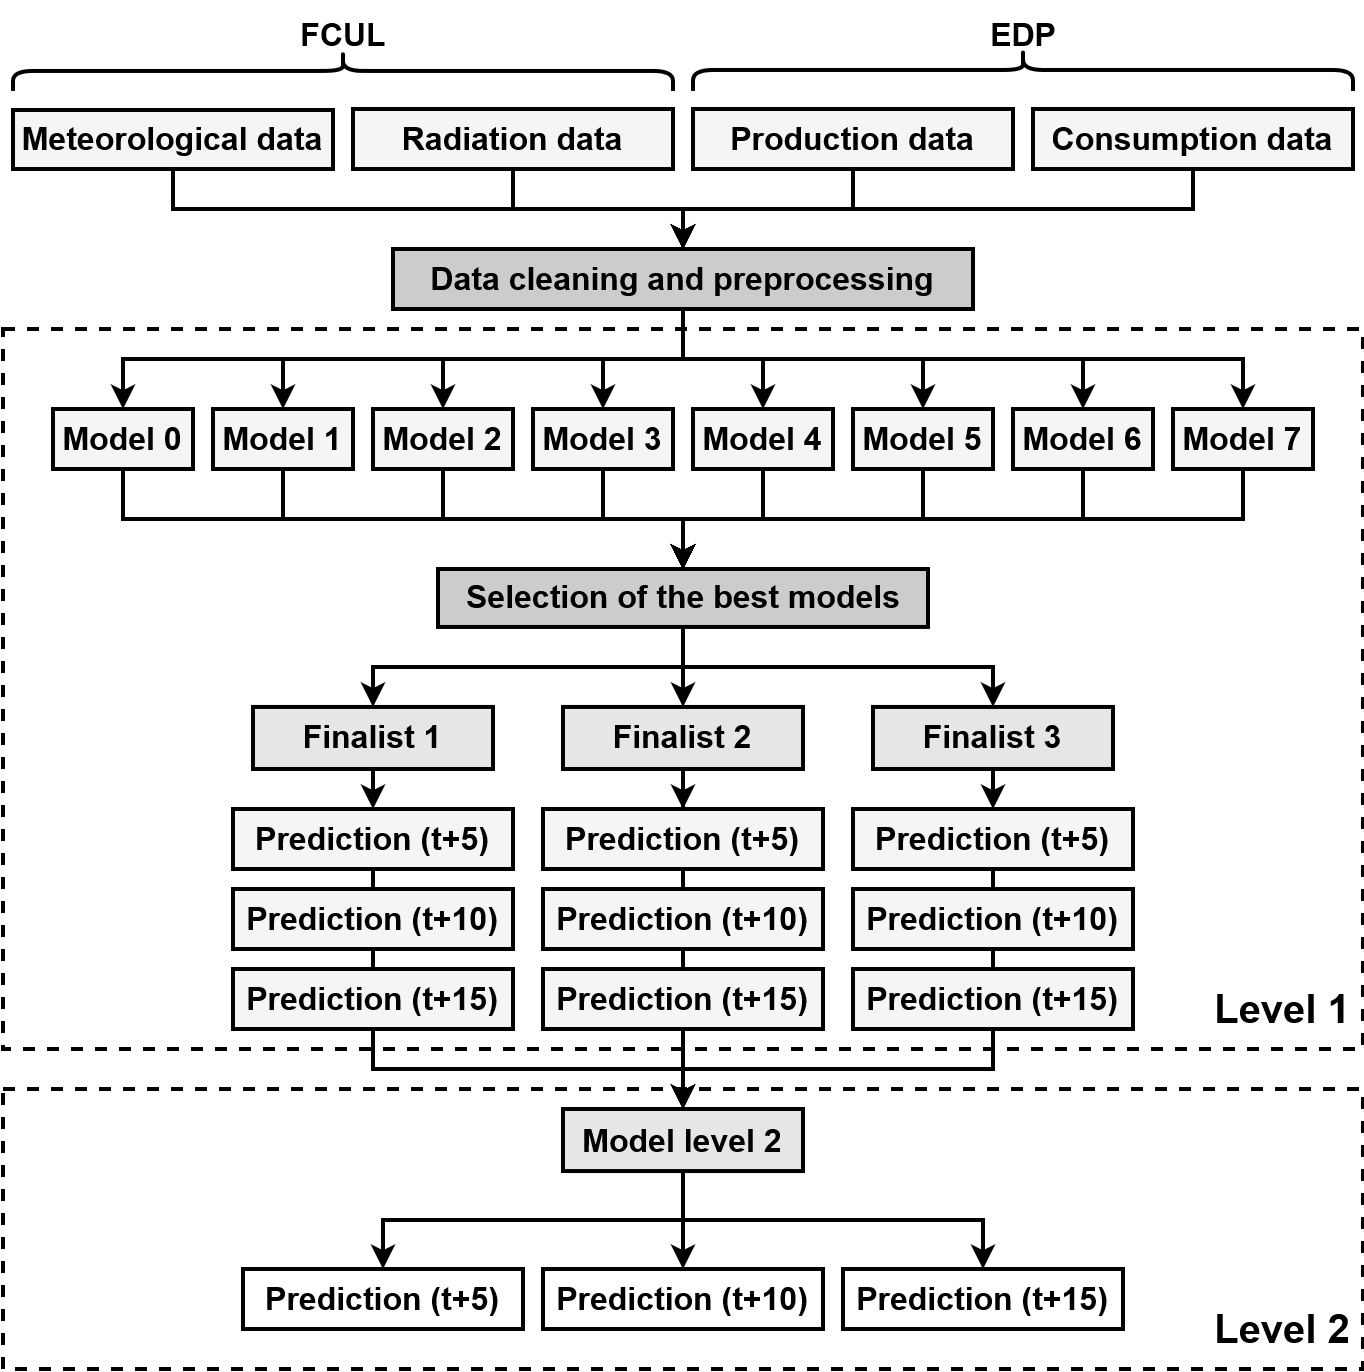 FCUL
EDP
Meteorological data
Radiation data
Production data
Consumption data
Data cleaning and preprocessing
Model 0
Model 1
Model 2
Model 3
Model 4
Model 5
Model 6
Model 7
Selection of the best models
Finalist 1
Finalist 2
Finalist 3
Prediction (t+5)
Prediction (t+5)
Prediction (t+5)
Prediction (t+10)
Prediction (t+10)
Prediction (t+10)
Prediction (t+15)
Prediction (t+15)
Prediction (t+15)
Level 1
Model level 2
Prediction (t+5)
Prediction (t+10)
Prediction (t+15)
Level 2